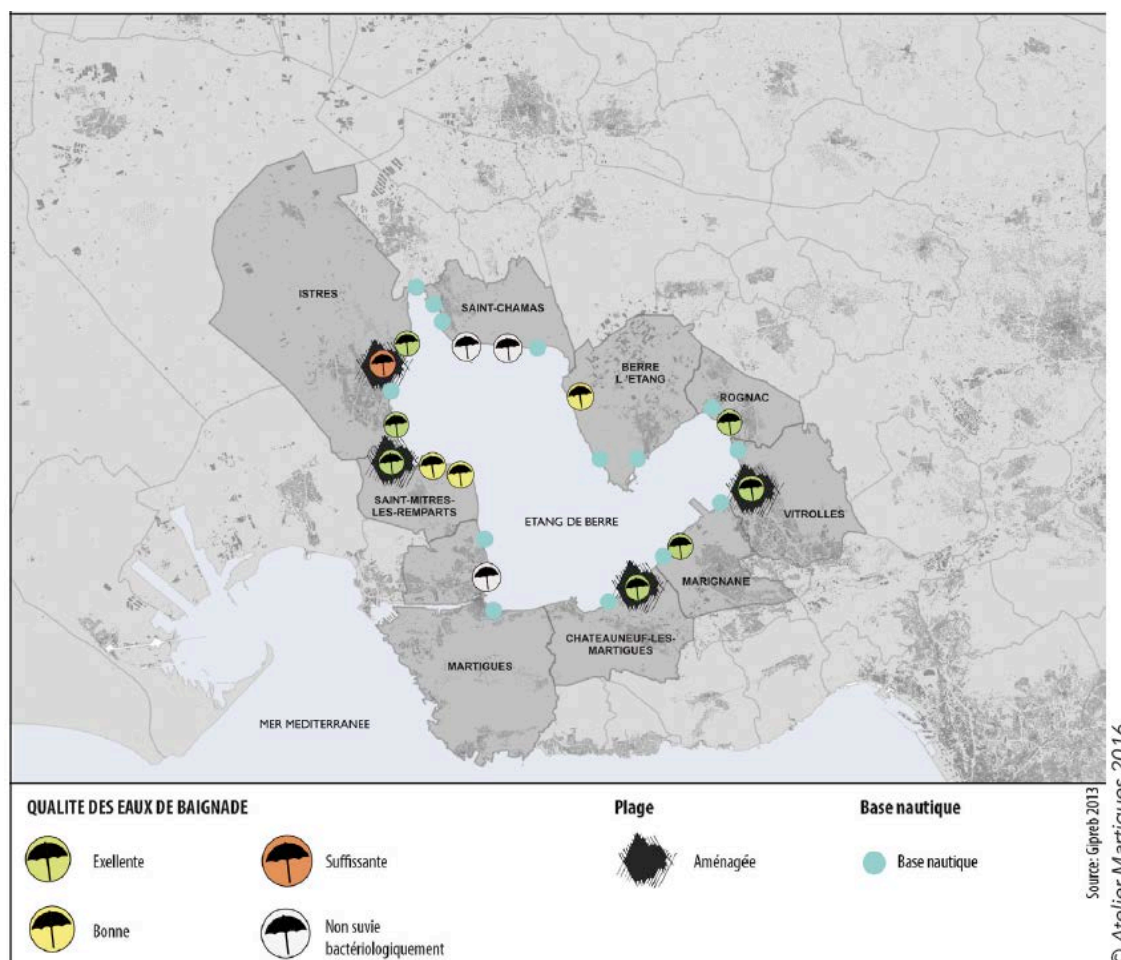 ISTRES
SAINT-CHAMAS
BERRE
L 'ETANG
ROGNAC
SAINT-MITRES-
LES-REMPARTS
ETANG DE BERRE
VITROLLES
MARIGNANE
CHATEAUNEUF-LES-
MARTIGUES
MARTIGUES
MER MEDITERRANEE
QUALITE DES EAUX DE BAIGNADE
Exellente
Suffissante
Bonne
Non suvie
bactériologiquement
Plage
Aménagée
Base nautique
Base nautique
Source: Gipreb 2013
© Atelier Martigues 2016